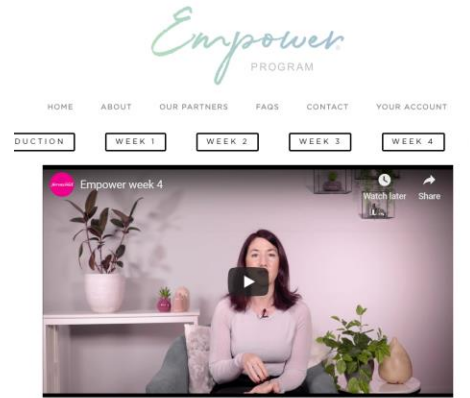 Empower
PROGRAM
HOME ABOUT OUR PARTNERS FAQS CONTACT YOUR ACCOUNT
DUCTION WEEK 1 WEEK 2 WEEK 3 WEEK 4
Empower week 4
Watch later Share